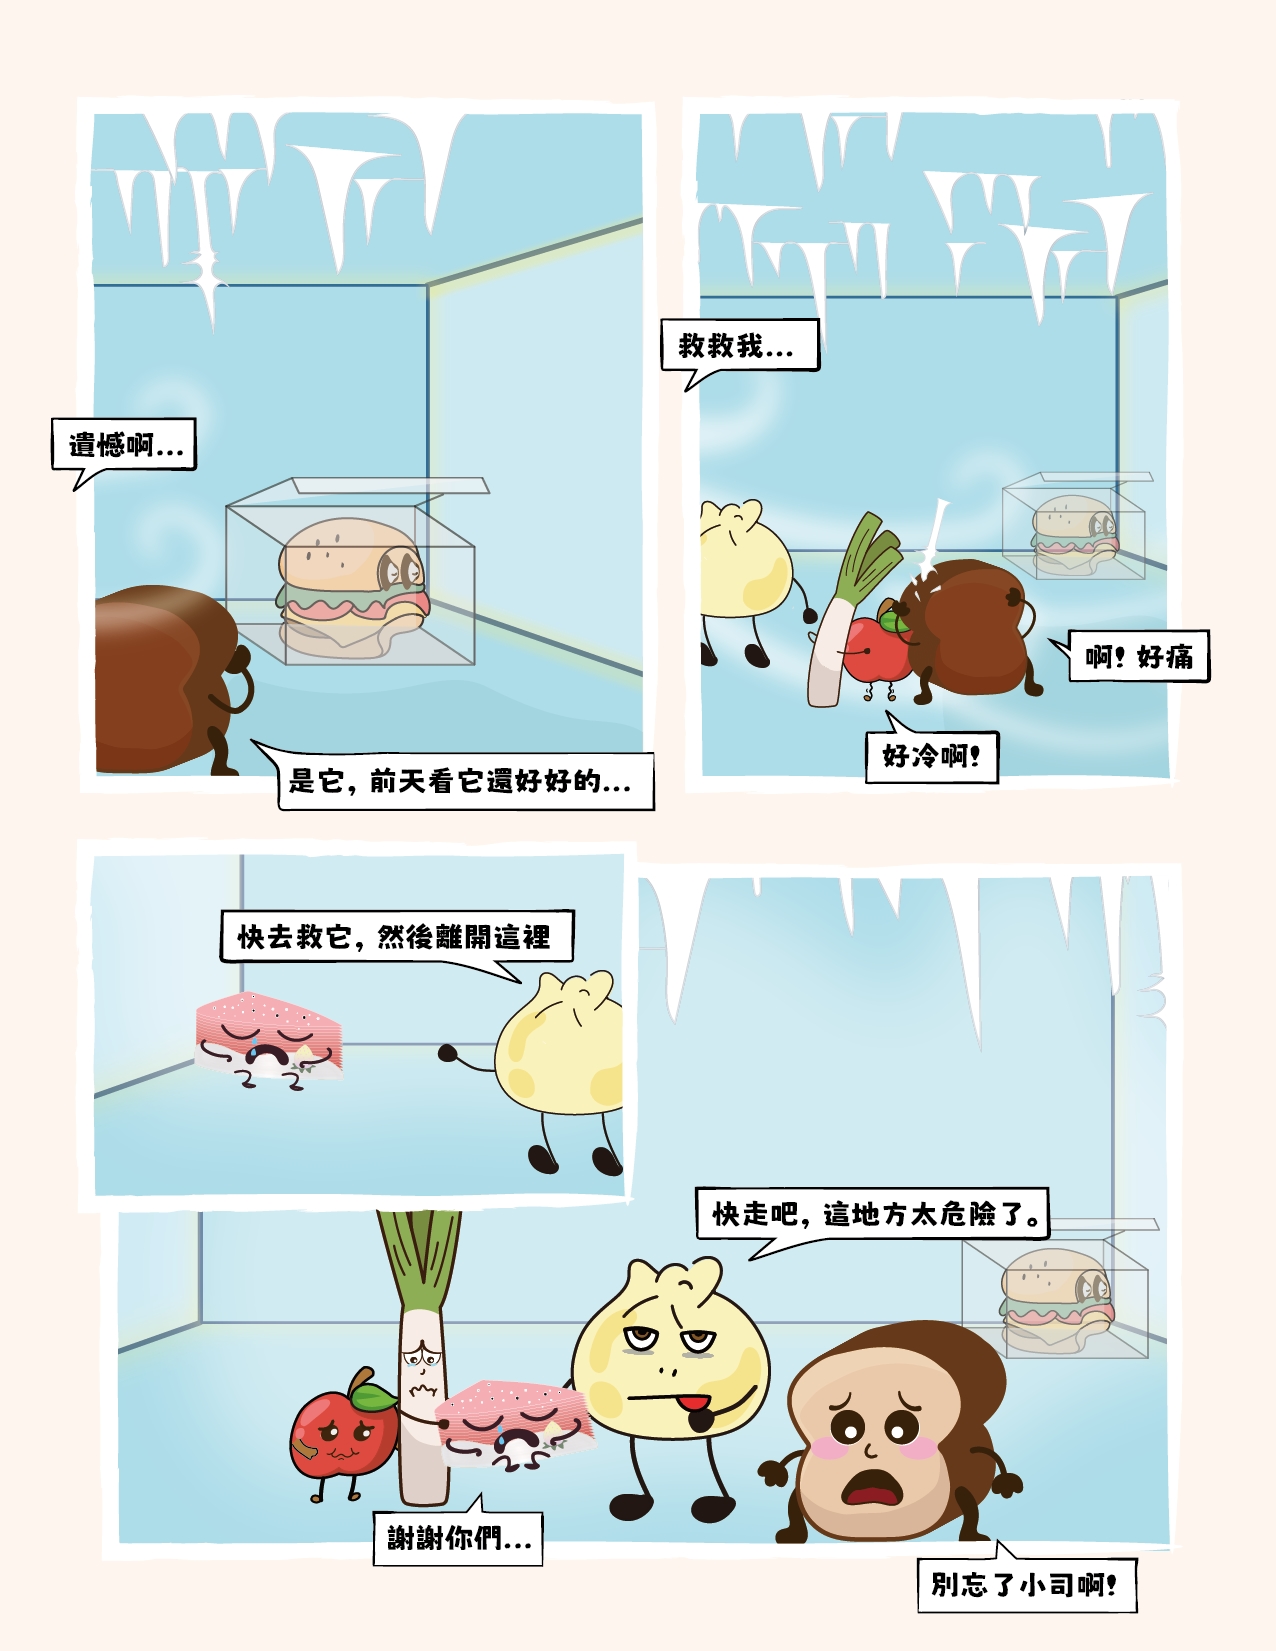 遺憾啊...
是它, 前天看它還好好的...
救救我...
啊! 好痛
好冷啊!
快去救它, 然後離開這裡
快走吧, 這地方太危險了。
謝謝你們...
別忘了小司啊!